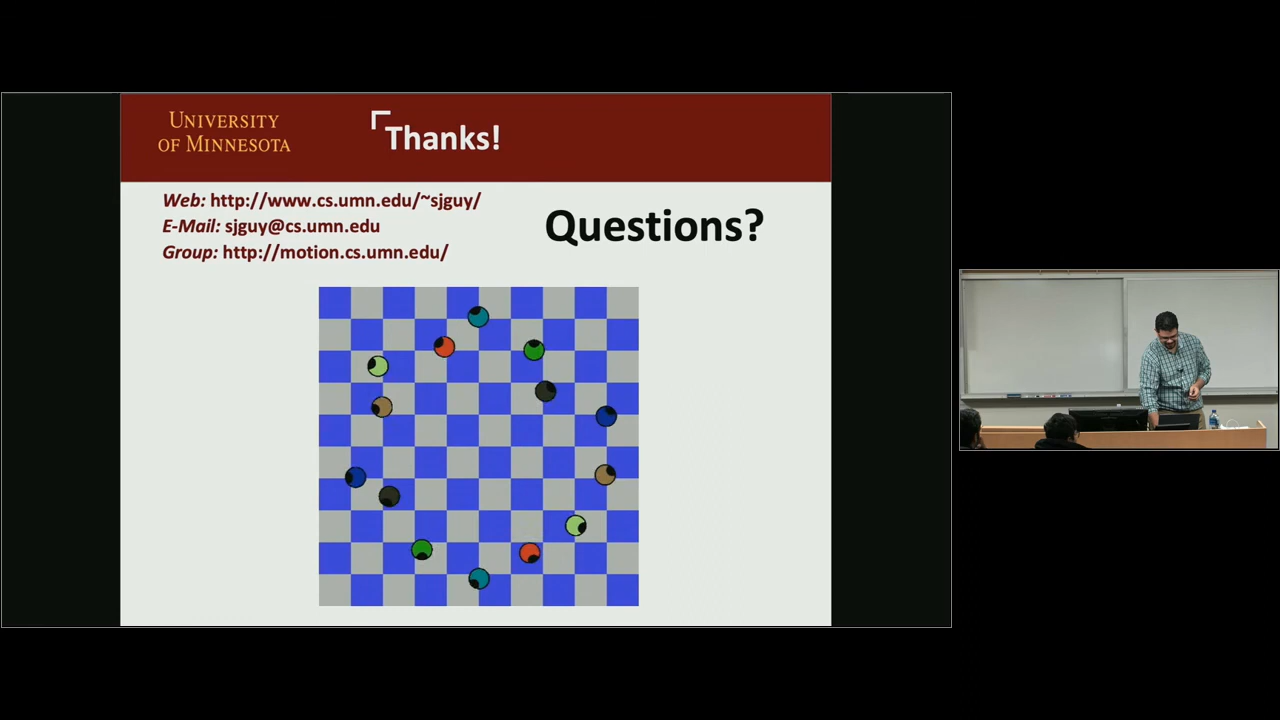 UNIVERSITY
OF MINNESOTA
Thanks!
Web: http://www.cs.umn.edu/~sjguy/
E-Mail: sjguy@cs.umn.edu
Group: http://motion.cs.umn.edu/
Questions?